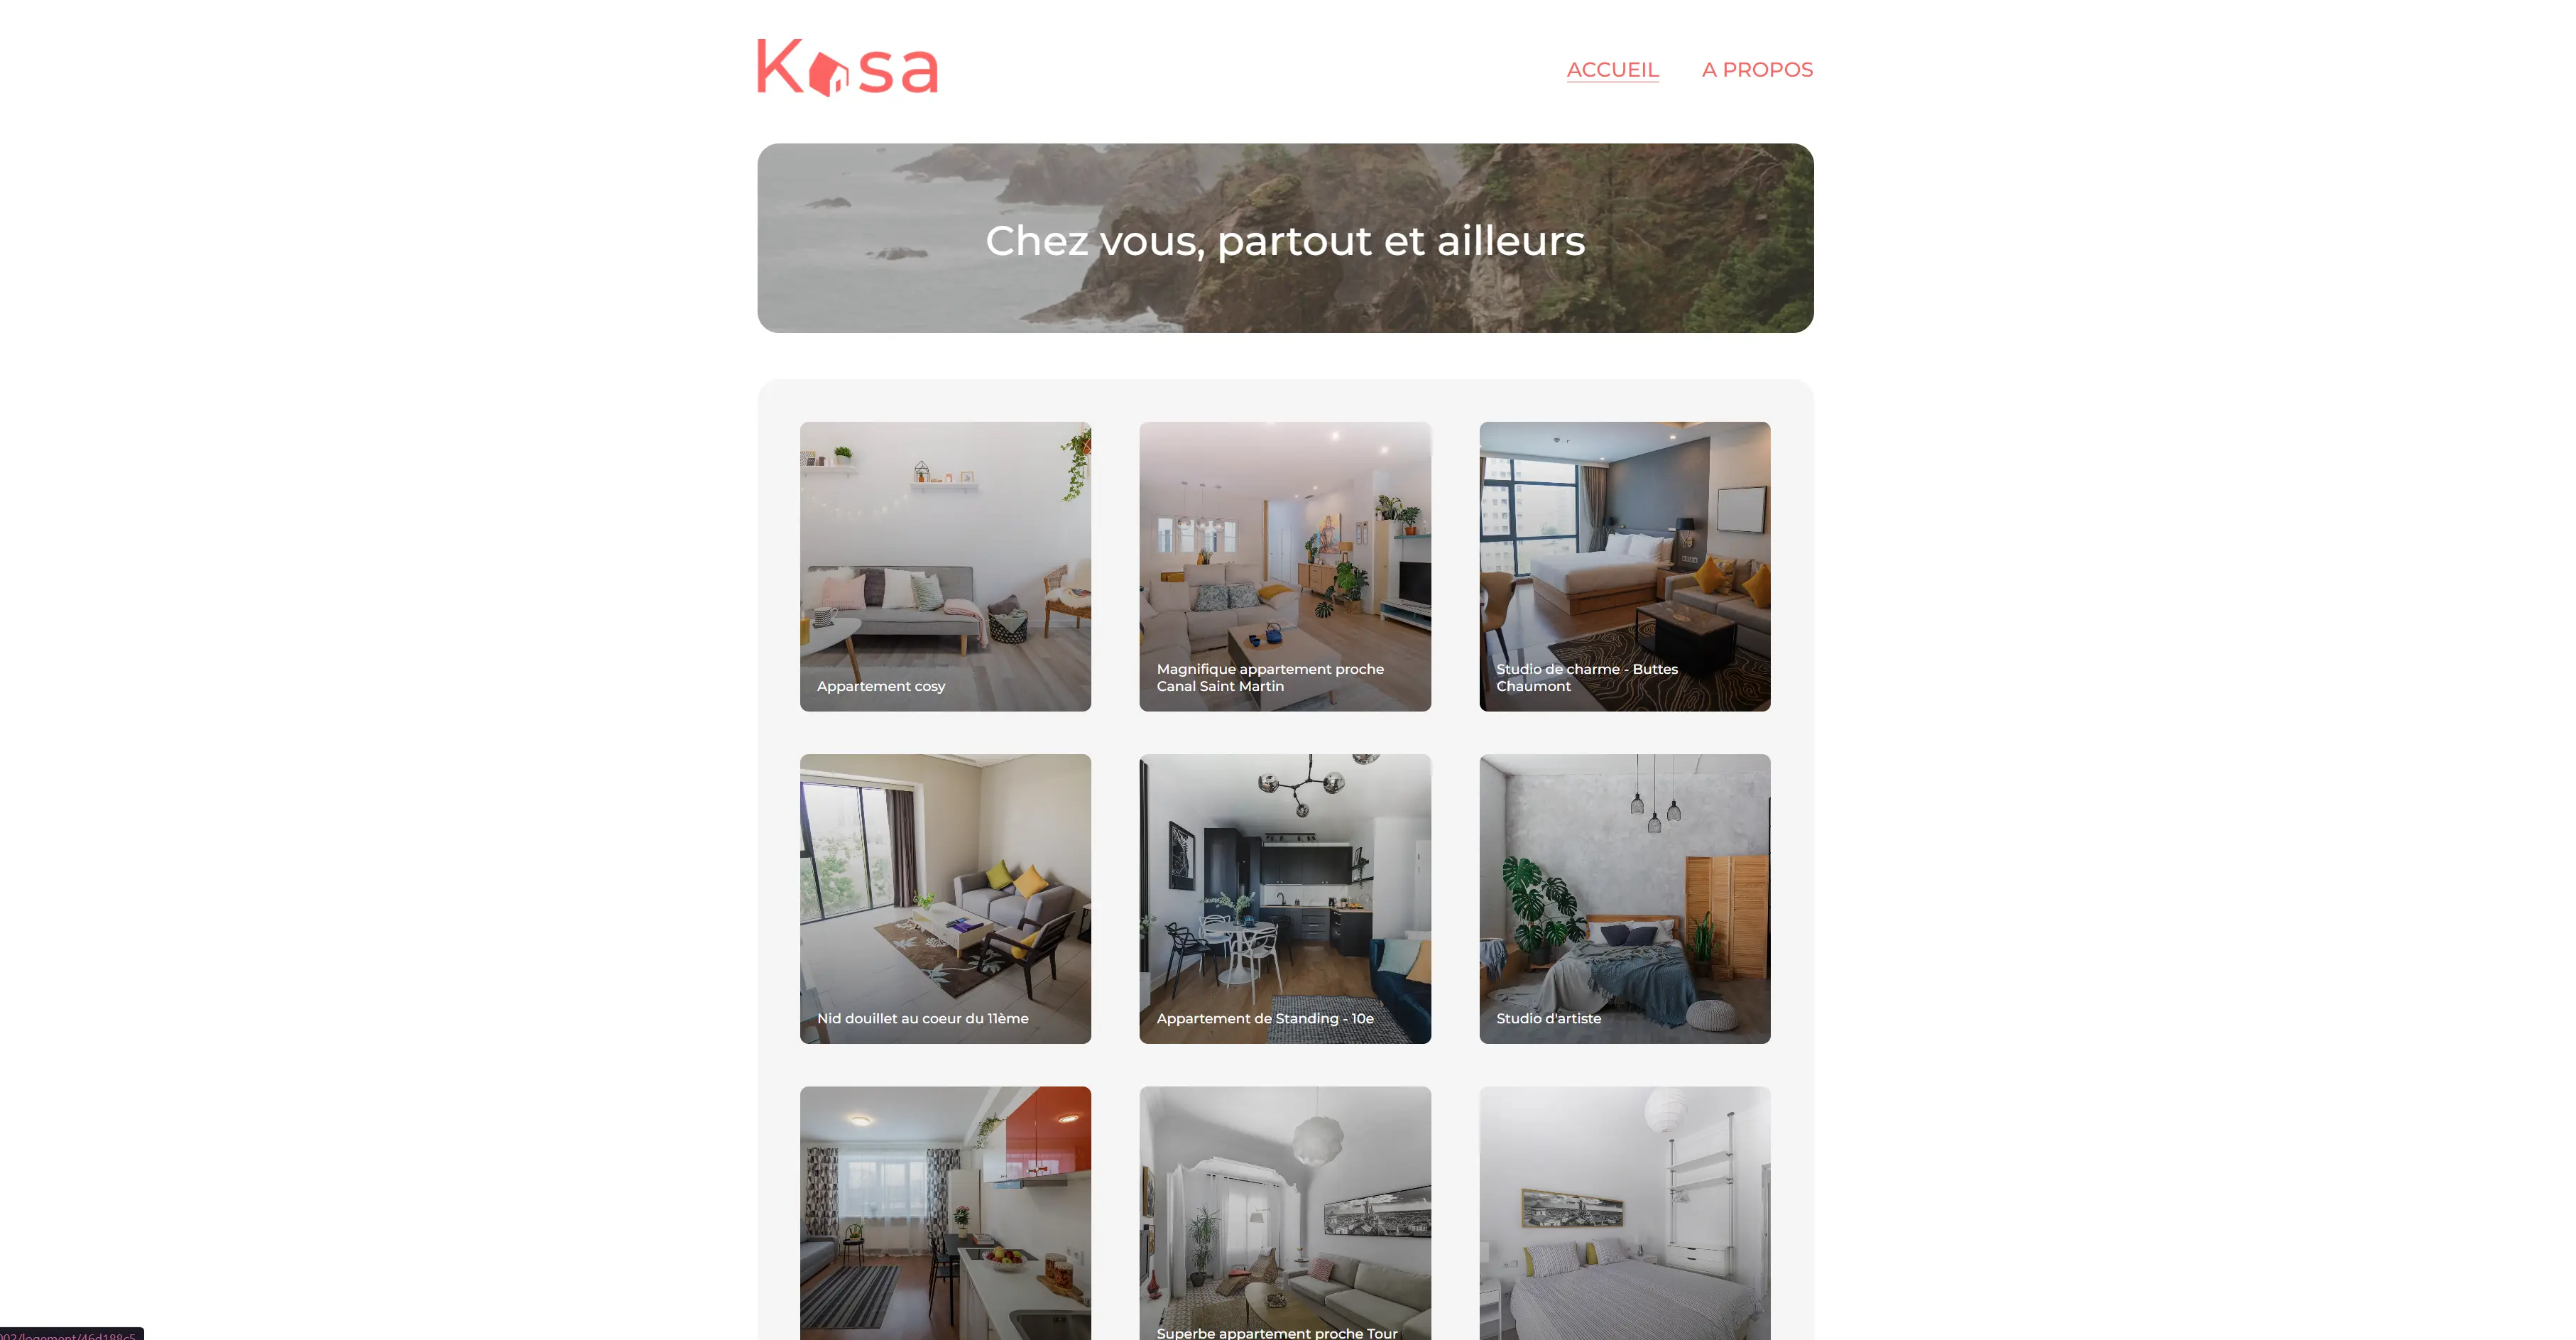 Kasa
ACCUEIL
A PROPOS
Chez vous, partout et ailleurs
Appartement cosy
Magnifique appartement proche
Canal Saint Martin
Studio de charme - Buttes
Chaumont
Nid douillet au coeur du 11ème
Appartement de Standing - 10e
Studio d'artiste
Superbe appartement proche Tour
002/logement/46d188c5